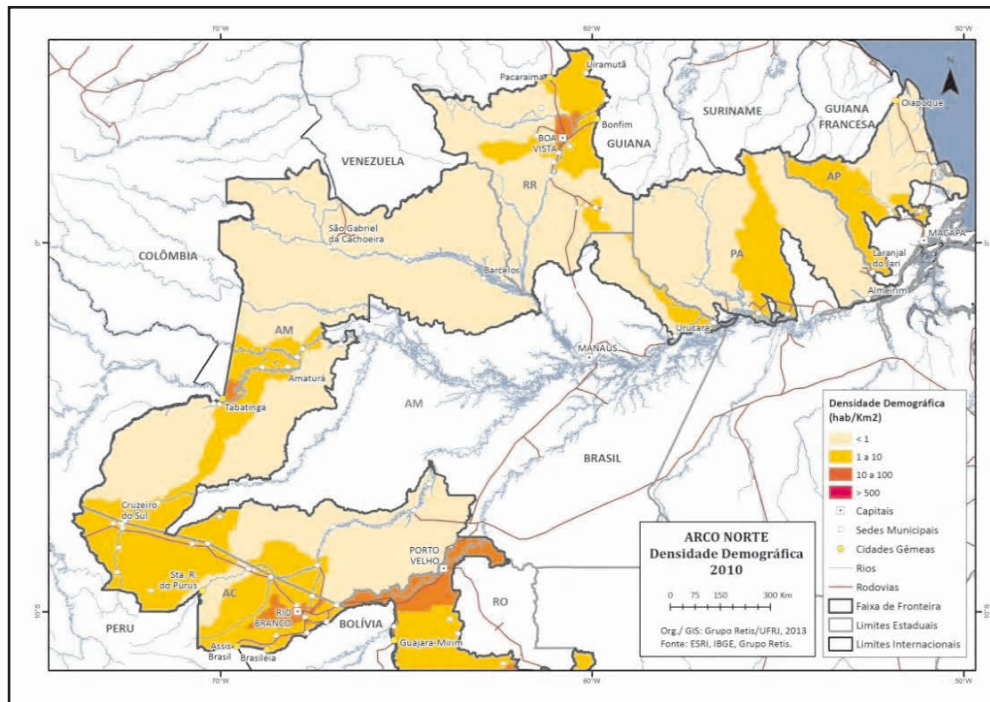 70°W
60°W
50°W
Pacaraima
Uiramutã
N
Oiapoque
Bonfim
SURINAME
GUIANA
FRANCESA
BOA
VISTA
GUIANA
VENEZUELA
RR
AP
São Gabriel
da Cachoeira
MACAPÁ
COLÔMBIA
Barcelos
PA
Laranjal
do Jari
Almeirim
AM
Urucará
MANAUS
Amaturá
Tabatinga
AM
BRASIL
Cruzeiro
do Sul
PORTO
VELHO
Sta. R.
do Purus
AC
RIO
BRANCO
BOLÍVIA
RO
PERU
Assis
Brasil
Brasiléia
Guajará-Mirim
10°S
10°S
70°W
60°W
50°W
Densidade Demográfica
(hab/Km2)
< 1
1 a 10
10 a 100
> 500
Capitais
Sedes Municipais
Cidades Gêmeas
Rios
Rodovias
Faixa de Fronteira
Limites Estaduais
Limites Internacionais
ARCO NORTE
Densidade Demográfica
2010
0 75 150 300 Km
Org./ GIS: Grupo Retis/UFRJ, 2013
Fonte: ESRI, IBGE, Grupo Retis.